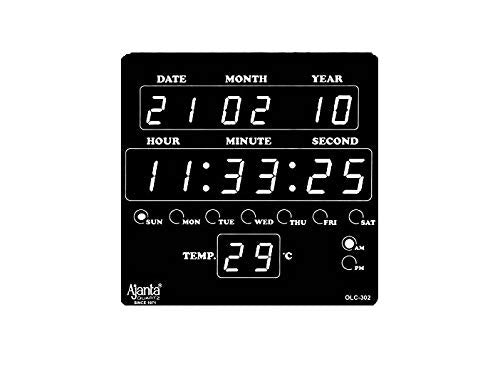 DATE MONTH YEAR
21 02 10
HOUR MINUTE SECOND
11:33:25
SUN MON TUE WED THU FRI SAT
AM
TEMP. 29 °C
PM
Ajanta
QUARTZ
SINCE 1971
OLC-302